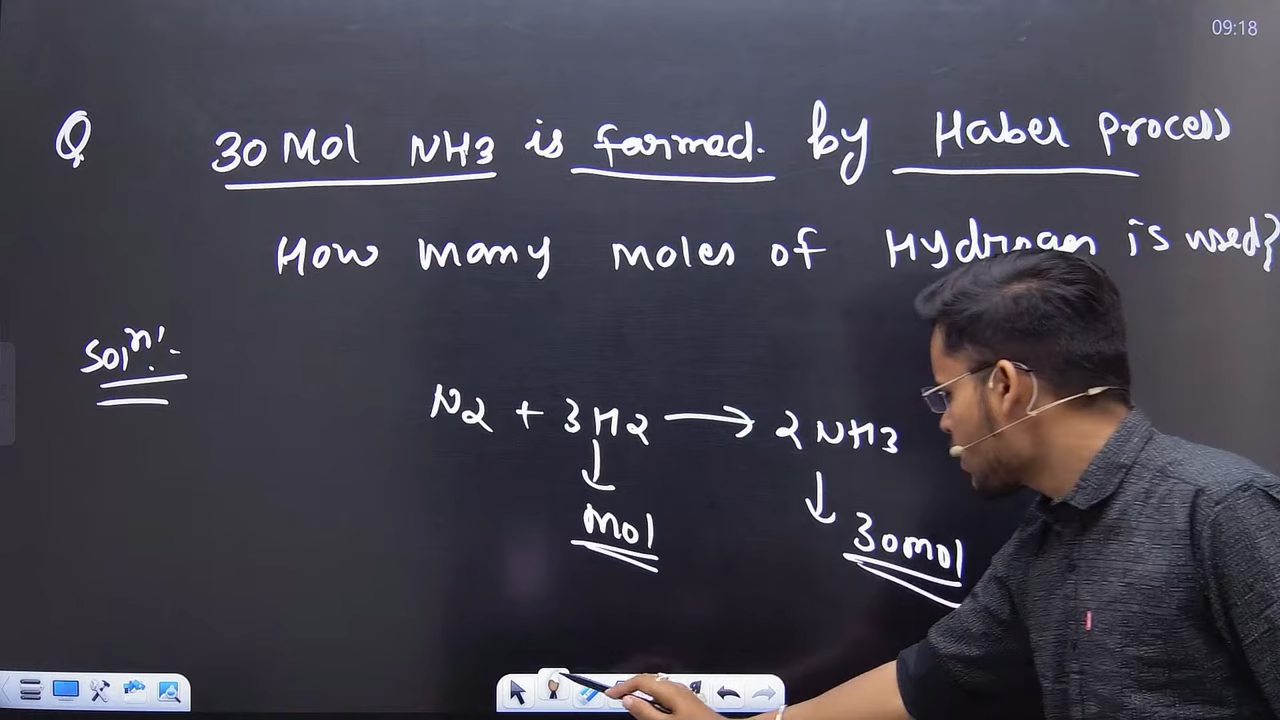 09:18
Q 30 Mol NH3 is formed. by Haber process
How many moles of Hydrogen is used?
Solⁿ:-
N2 + 3H2 → 2NH3
↓ ↓
mol 30mol